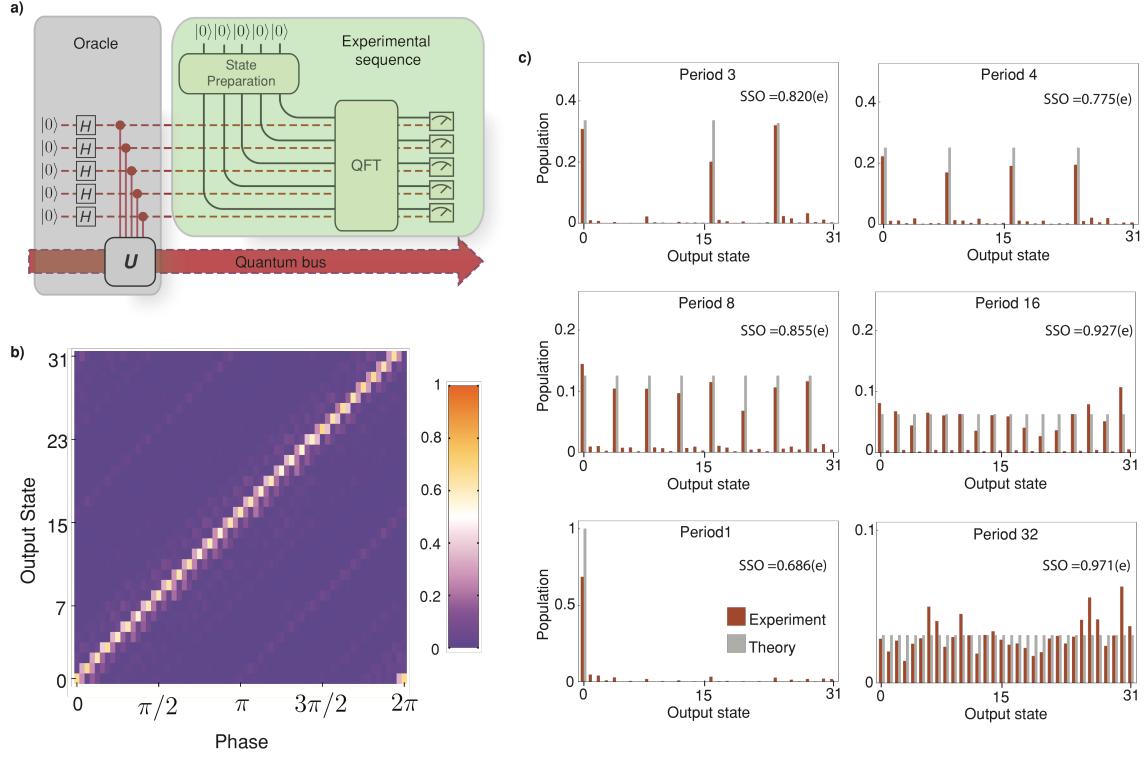 a)
Oracle
|0⟩ |0⟩ |0⟩ |0⟩ |0⟩
State
Preparation
Experimental
sequence
|0⟩ H
|0⟩ H
|0⟩ H
|0⟩ H
|0⟩ H
QFT
U
Quantum bus
b)
31
23
15
7
0
Output State
0 π/2 π 3π/2 2π
Phase
1
0.8
0.6
0.4
0.2
0
c)
Period 3
SSO =0.820(e)
0.4
0.2
0
Population
0 15 31
Output state
Period 4
SSO =0.775(e)
0.4
0.2
0
0 15 31
Output state
Period 8
SSO =0.855(e)
0.2
0.1
0
Population
0 15 31
Output state
Period 16
SSO =0.927(e)
0.2
0.1
0
0 15 31
Output state
Period1
SSO =0.686(e)
1
0.5
0
Population
Experiment
Theory
0 15 31
Output state
Period 32
SSO =0.971(e)
0.1
0
0 15 31
Output state